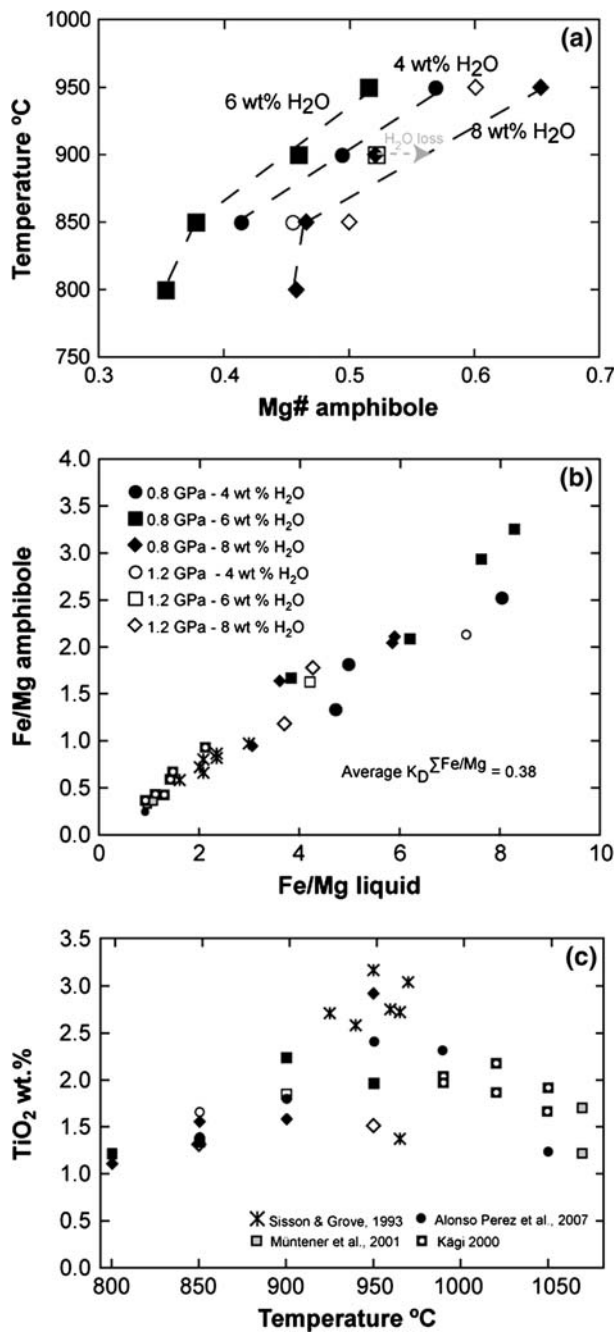 (a)
1000
950
900
850
800
750
Temperature ºC
6 wt% H2O
4 wt% H2O
8 wt% H2O
H2O loss
0.3
0.4
0.5
0.6
0.7
Mg# amphibole
(b)
4.0
3.5
3.0
2.5
2.0
1.5
1.0
0.5
0.0
Fe/Mg amphibole
0.8 GPa - 4 wt % H2O
0.8 GPa - 6 wt % H2O
0.8 GPa - 8 wt % H2O
1.2 GPa - 4 wt % H2O
1.2 GPa - 6 wt % H2O
1.2 GPa - 8 wt % H2O
Average KD ΣFe/Mg = 0.38
0
2
4
6
8
10
Fe/Mg liquid
(c)
3.5
3.0
2.5
2.0
1.5
1.0
0.5
0.0
TiO2 wt.%
Sisson & Grove, 1993
Alonso Perez et al., 2007
Müntener et al., 2001
Kägi 2000
800
850
900
950
1000
1050
Temperature ºC